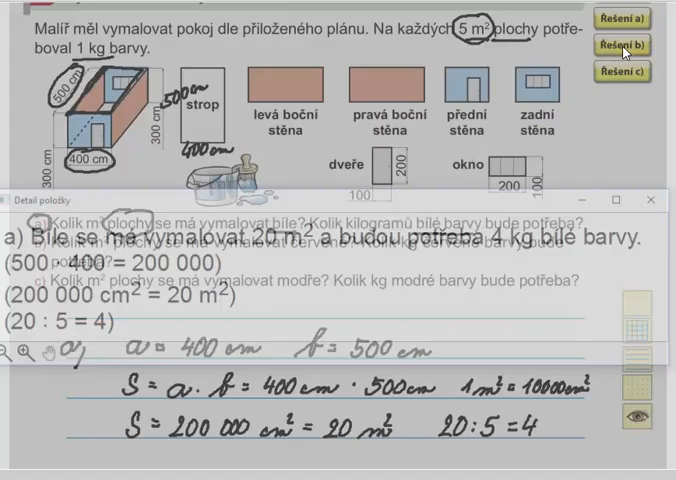 Řešení a)
Malíř měl vymalovat pokoj dle přiloženého plánu. Na každých 5 m² plochy potře-
boval 1 kg barvy.
Řešení b)
Řešení c)
500 cm
300 cm
400 cm
300 cm
500 cm
strop
400 cm
levá boční
stěna
pravá boční
stěna
přední
stěna
zadní
stěna
dveře
200
100
okno
200
100
Detail položky
a) Kolik m² plochy se má vymalovat bíle? Kolik kilogramů bílé barvy bude potřeba?
a) Bíle se má vymalovat 20 m² a budou potřeba 4 kg bílé barvy.
(500 · 400 = 200 000)
potřeba?
c) Kolik m² plochy se má vymalovat modře? Kolik kg modré barvy bude potřeba?
(200 000 cm² = 20 m²)
(20 : 5 = 4)
a, a = 400 cm b = 500 cm
S = a · b = 400 cm · 500 cm 1 m² = 10000 cm²
S = 200 000 cm² = 20 m² 20 : 5 = 4